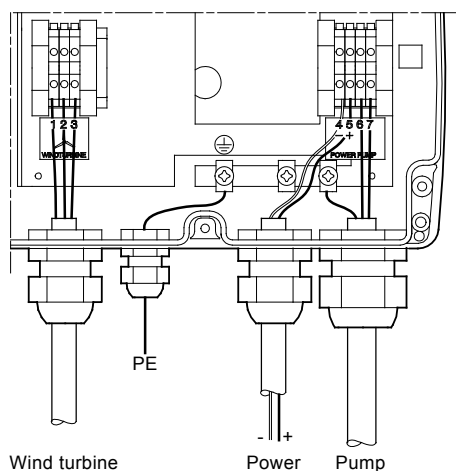 1 2 3
WINDTURBINE
4 5 6 7
- +
POWER PUMP
PE
- +
Wind turbine
Power
Pump